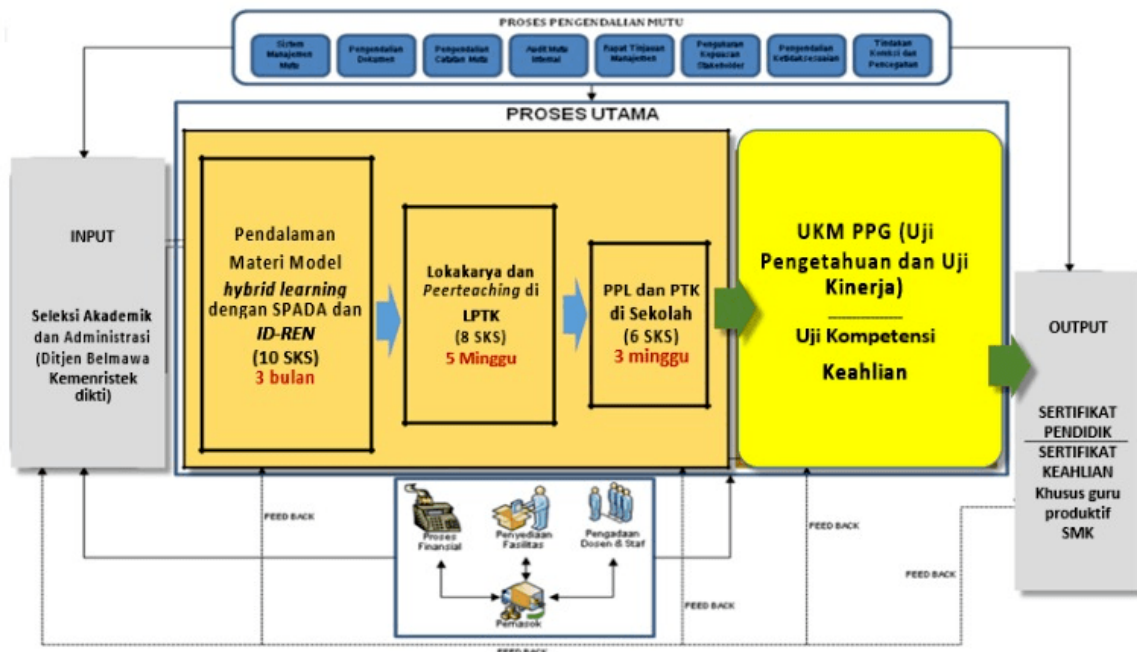 PROSES PENGENDALIAN MUTU
Sistem
Manajemen
Mutu
Pengendalian
Dokumen
Pengendalian
Catatan Mutu
Audit Mutu
Internal
Rapat Tinjauan
Manajemen
Pengukuran
Kepuasan
Stakeholder
Pengendalian
Ketidaksesuaian
Tindakan
Koreksi dan
Pencegahan
PROSES UTAMA
INPUT
Seleksi Akademik
dan Administrasi
(Ditjen Belmawa
Kemenristek
dikti)
Pendalaman
Materi Model
hybrid learning
dengan SPADA dan
ID-REN
(10 SKS)
3 bulan
Lokakarya dan
Peerteaching di
LPTK
(8 SKS)
5 Minggu
PPL dan PTK
di Sekolah
(6 SKS)
3 minggu
UKM PPG (Uji
Pengetahuan dan Uji
Kinerja)
Uji Kompetensi
Keahlian
OUTPUT
SERTIFIKAT
PENDIDIK
SERTIFIKAT
KEAHLIAN
Khusus guru
produktif
SMK
Proses
Finansial
Penyediaan
Fasilitas
Pengadaan
Dosen & Staf
Pemasok
FEED BACK
FEED BACK
FEED BACK
FEED BACK
FEED BACK